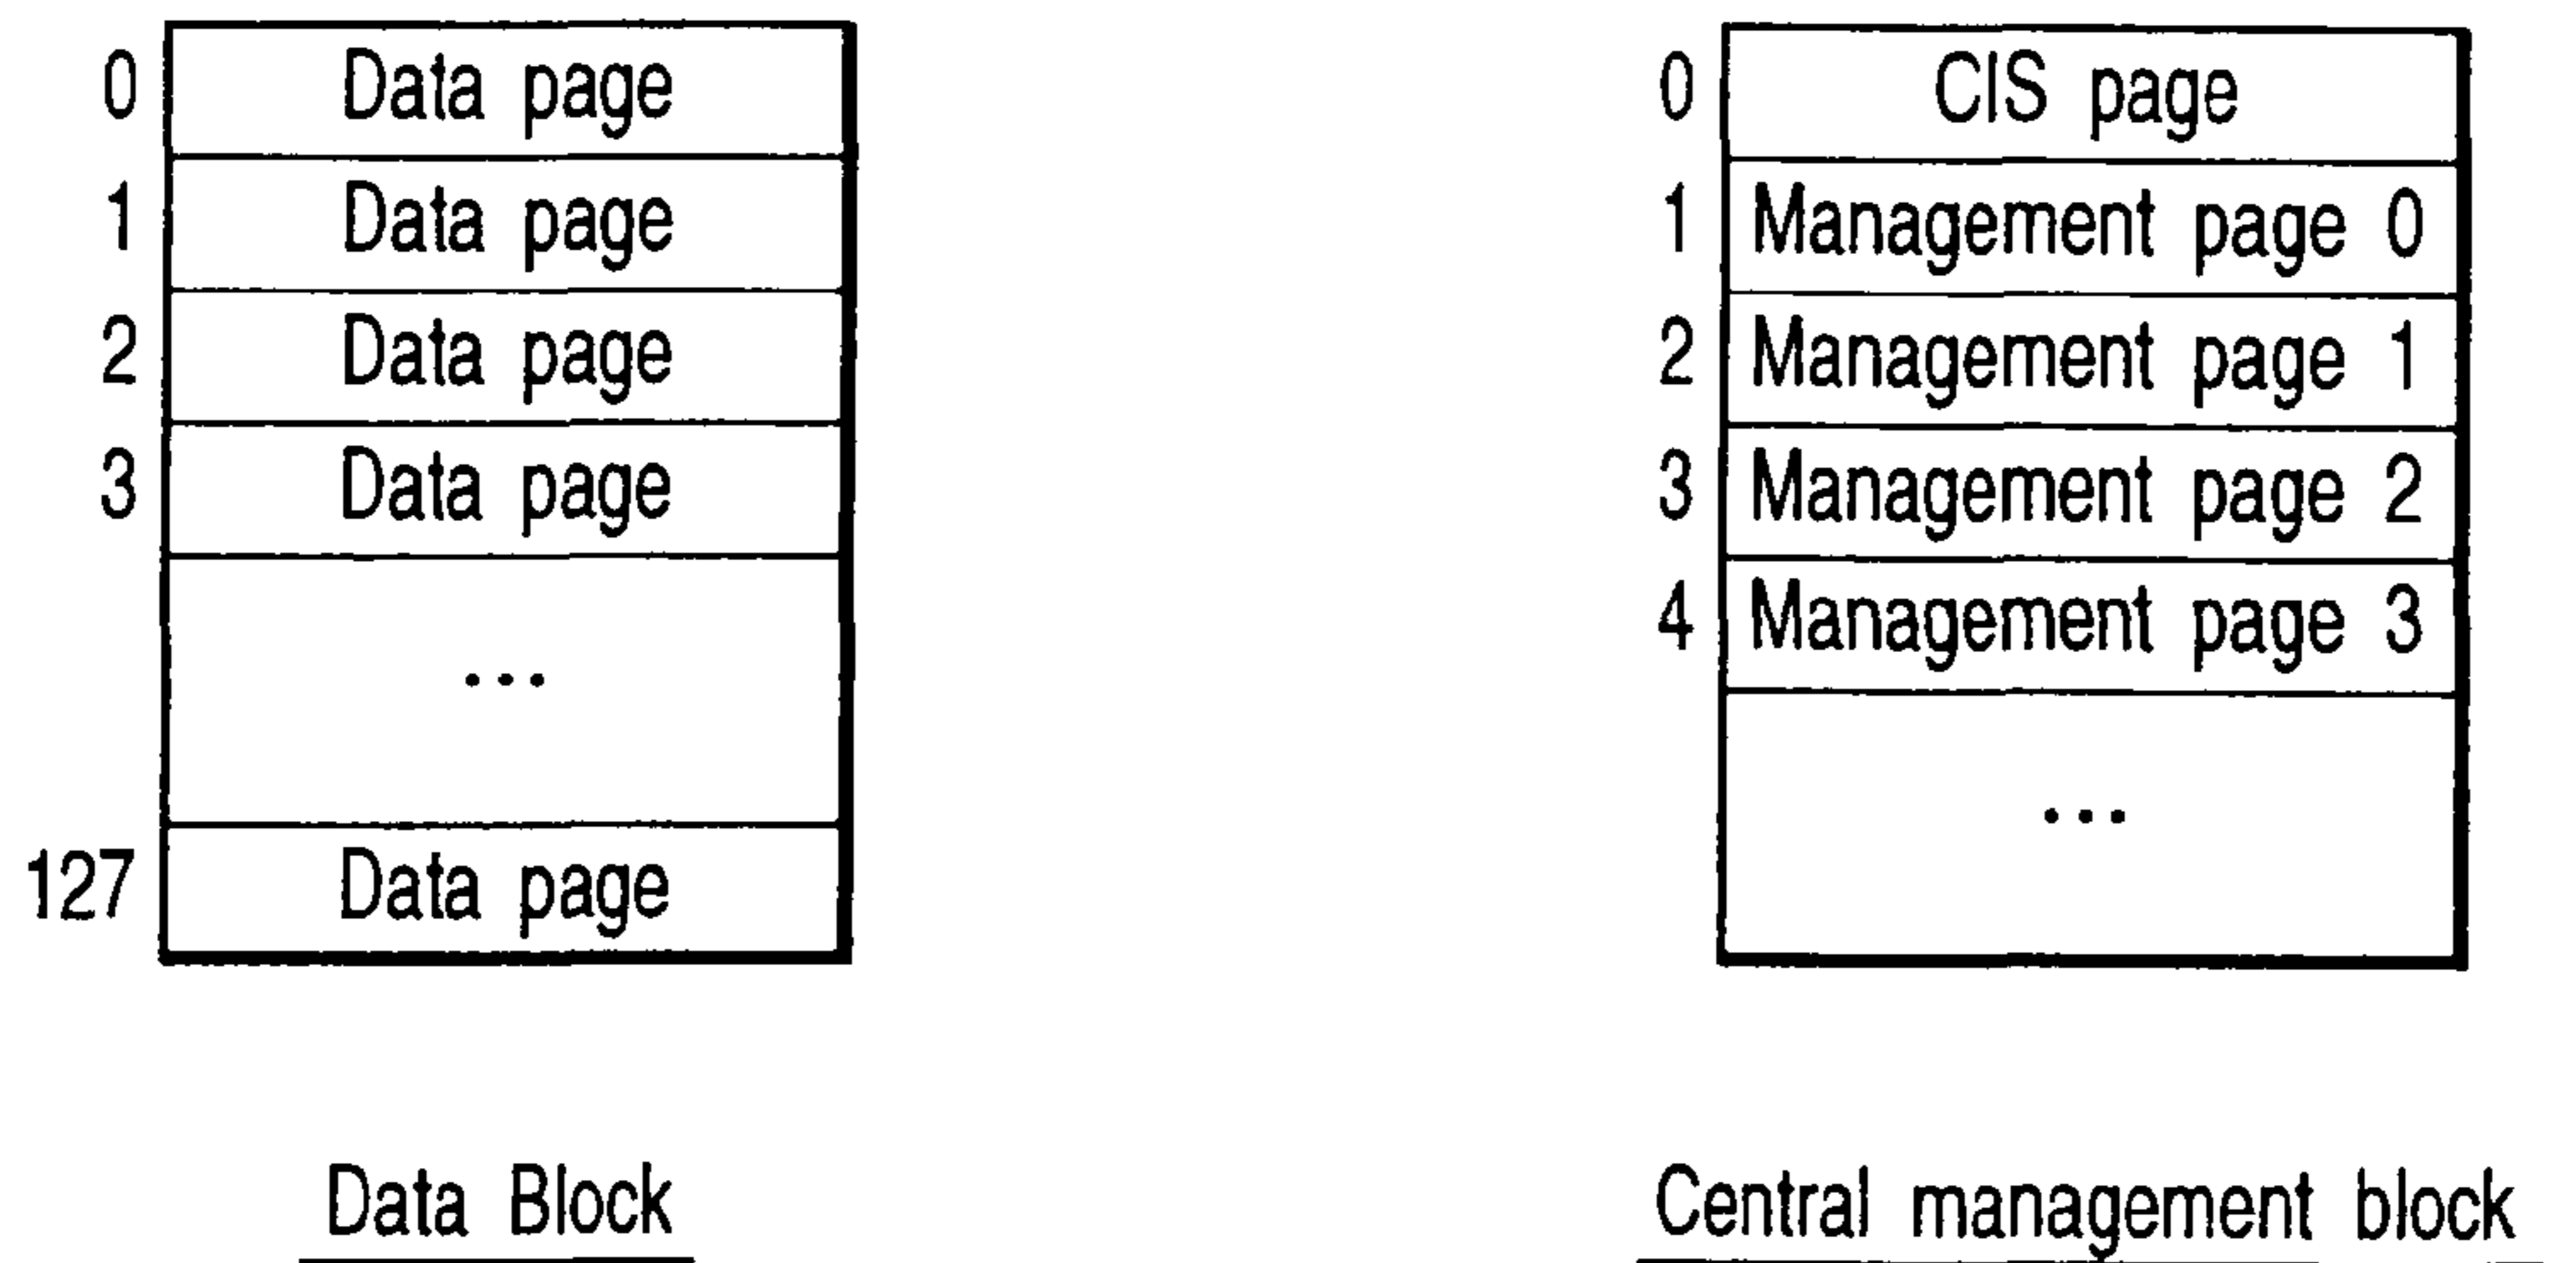 0 Data page
1 Data page
2 Data page
3 Data page
...
127 Data page
Data Block
0 CIS page
1 Management page 0
2 Management page 1
3 Management page 2
4 Management page 3
...
Central management block